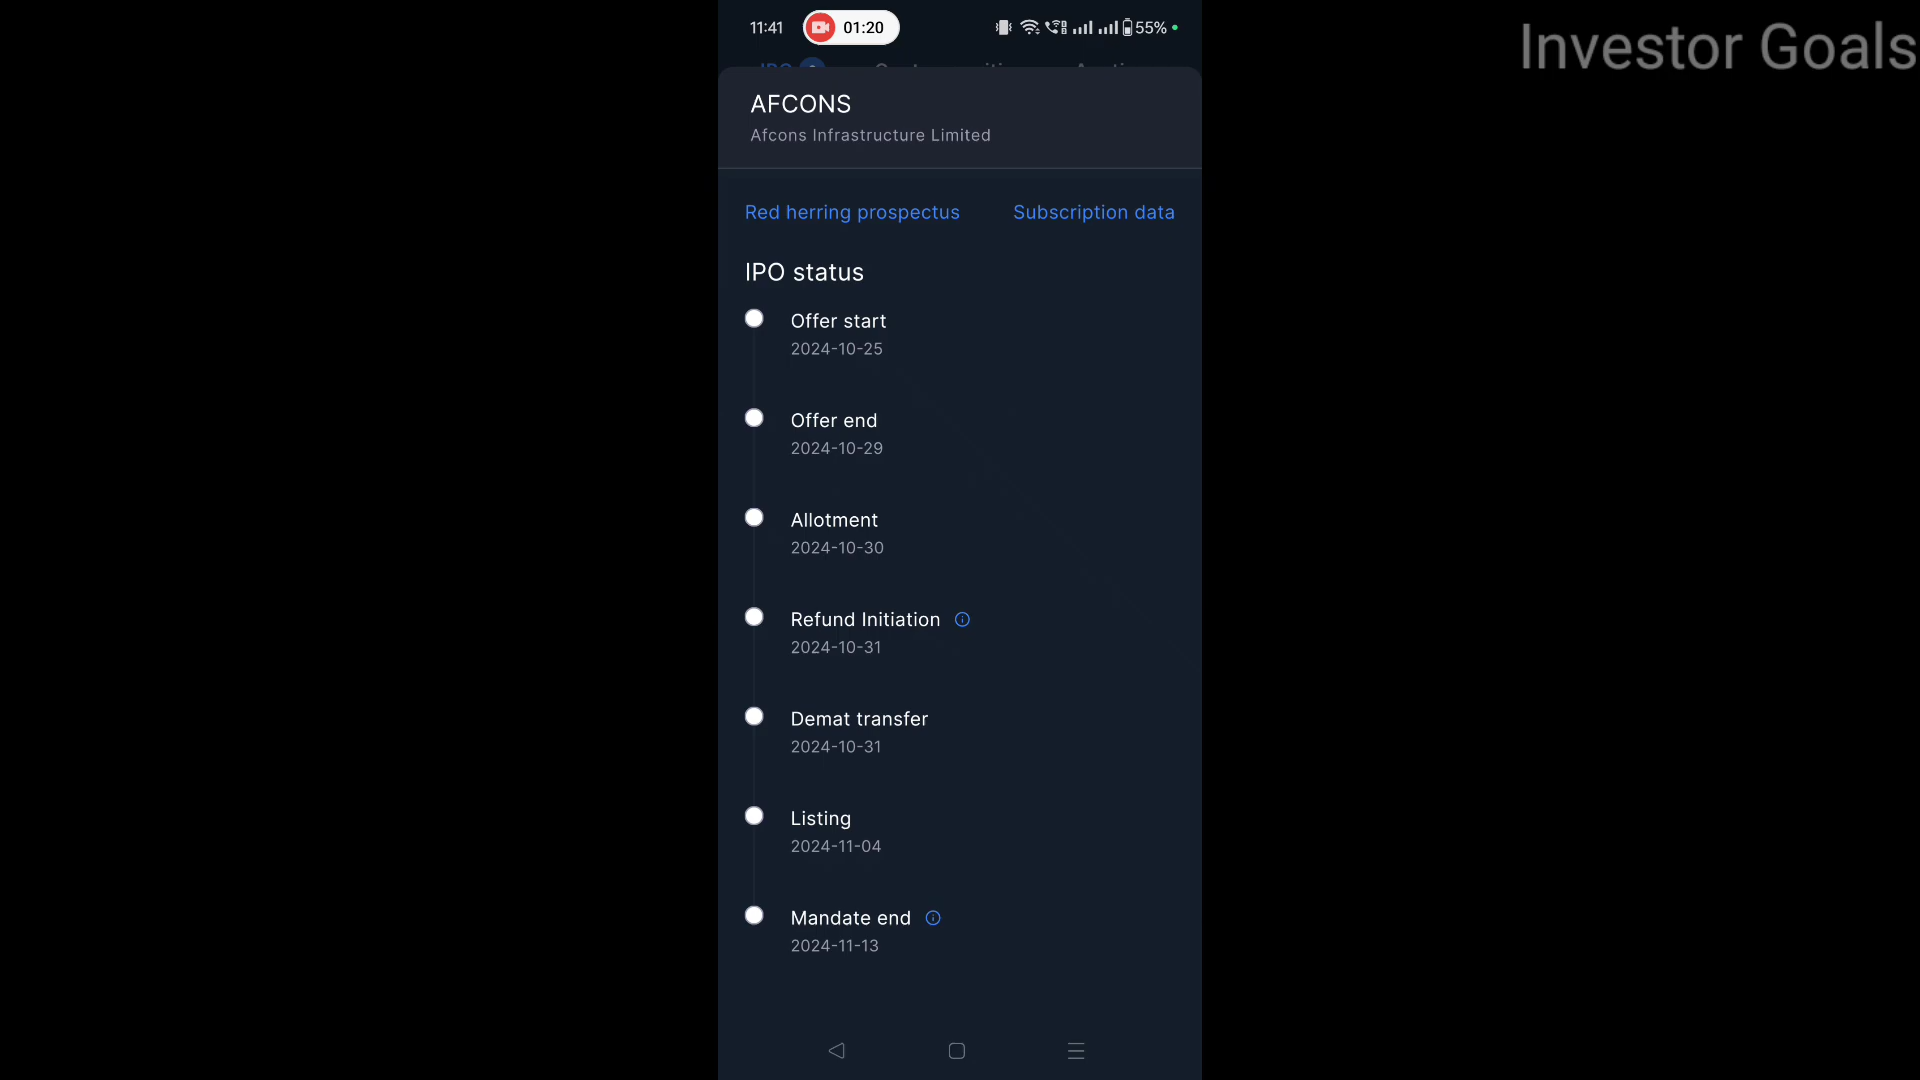 11:41
01:20
55%
Investor Goals
IPO
AFCONS
Afcons Infrastructure Limited
Red herring prospectus
Subscription data
IPO status
Offer start
2024-10-25
Offer end
2024-10-29
Allotment
2024-10-30
Refund Initiation
2024-10-31
Demat transfer
2024-10-31
Listing
2024-11-04
Mandate end
2024-11-13